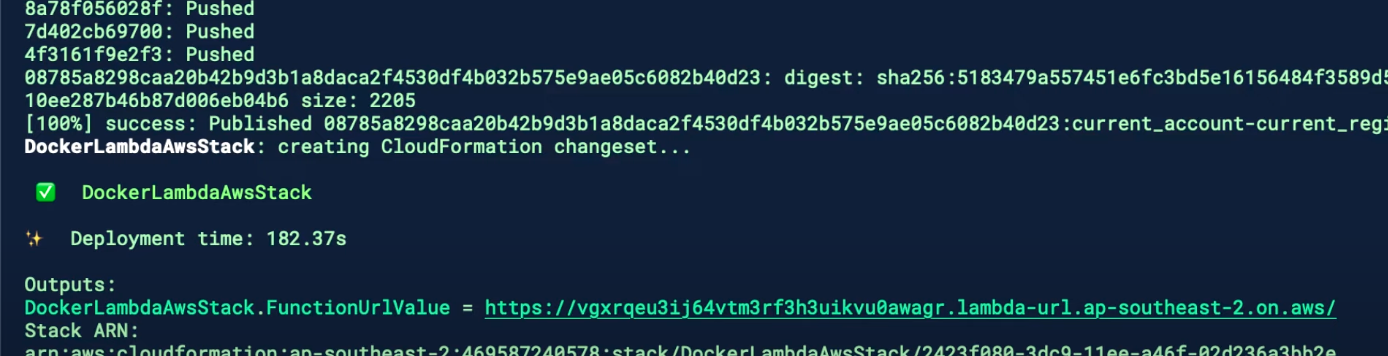 8a78f056028f: Pushed
7d402cb69700: Pushed
4f3161f9e2f3: Pushed
08785a8298caa20b42b9d3b1a8daca2f4530df4b032b575e9ae05c6082b40d23: digest: sha256:5183479a557451e6fc3bd5e16156484f3589d5
10ee287b46b87d006eb04b6 size: 2205
[100%] success: Published 08785a8298caa20b42b9d3b1a8daca2f4530df4b032b575e9ae05c6082b40d23:current_account-current_regi
DockerLambdaAwsStack: creating CloudFormation changeset...
✅ DockerLambdaAwsStack
✨ Deployment time: 182.37s
Outputs:
DockerLambdaAwsStack.FunctionUrlValue = https://vgxrqeu3ij64vtm3rf3h3uikvu0awagr.lambda-url.ap-southeast-2.on.aws/
Stack ARN:
arn:aws:cloudformation:ap-southeast-2:469587240578:stack/DockerLambdaAwsStack/2423f080-3dc9-11ee-a46f-02d236a3bb2e